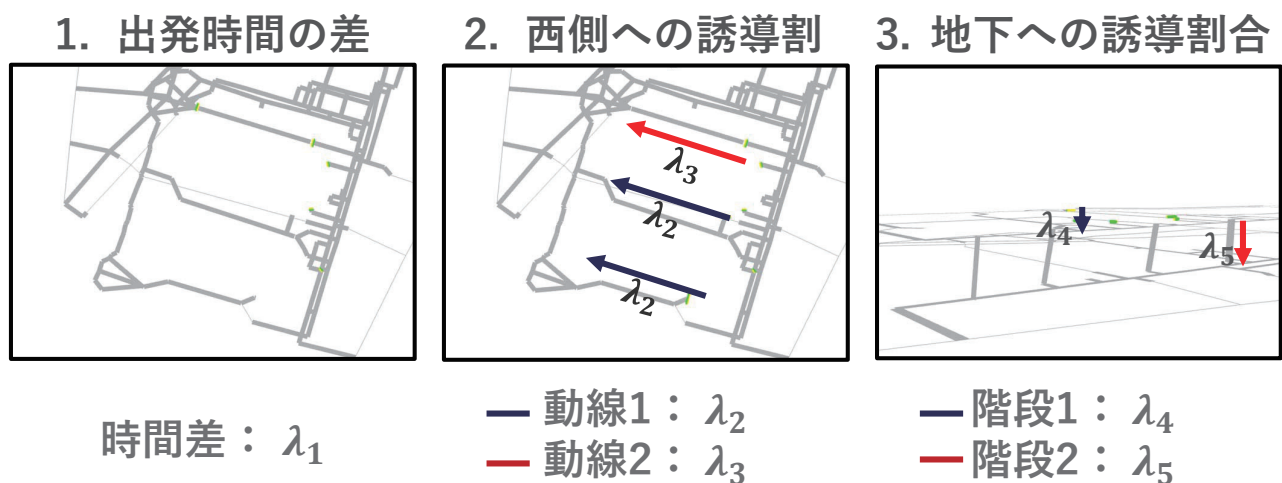 1. 出発時間の差
2. 西側への誘導割
3. 地下への誘導割合
λ3
λ2
λ2
λ4
λ5
時間差： λ1
動線1： λ2
動線2： λ3
階段1： λ4
階段2： λ5